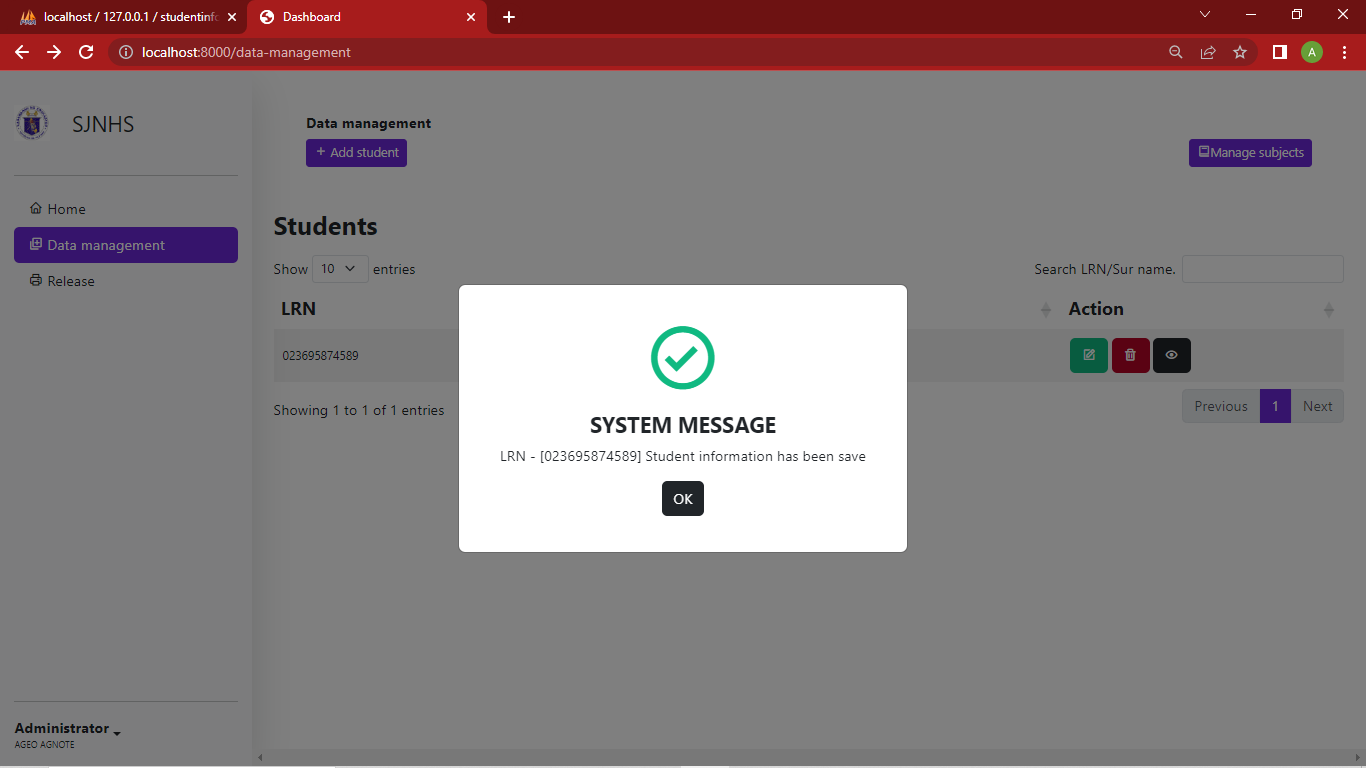 localhost / 127.0.0.1 / studentinfo
Dashboard
localhost:8000/data-management
A
SJNHS
Home
Data management
Release
Administrator
AGEO AGNOTE
Data management
+ Add student
Manage subjects
Students
Show 10 entries
Search LRN/Sur name.
LRN
Action
023695874589
Showing 1 to 1 of 1 entries
Previous 1 Next
SYSTEM MESSAGE
LRN - [023695874589] Student information has been save
OK